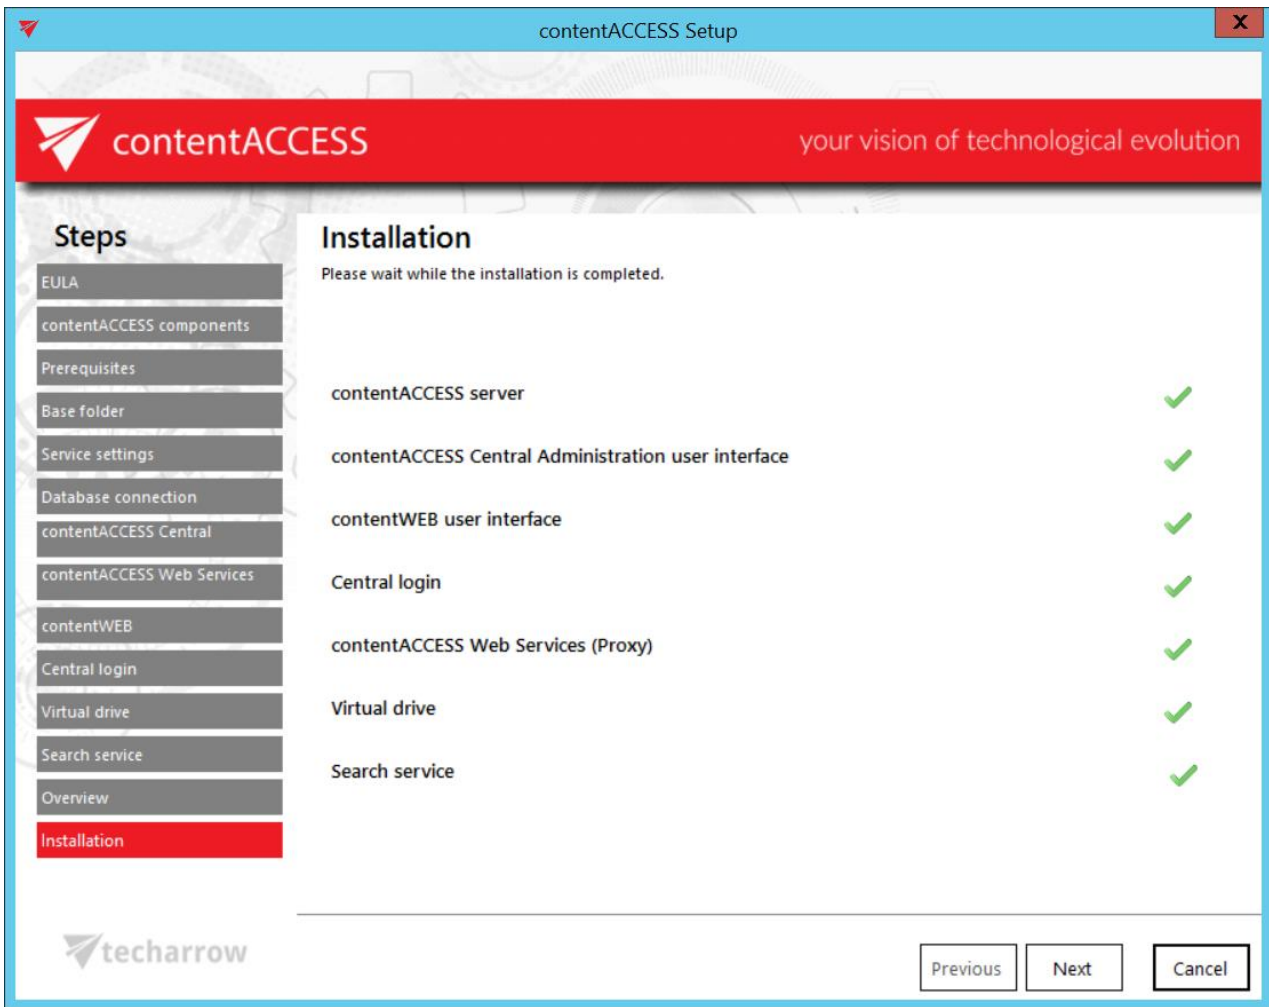 contentACCESS Setup
X
contentACCESS
your vision of technological evolution
Steps
EULA
contentACCESS components
Prerequisites
Base folder
Service settings
Database connection
contentACCESS Central
contentACCESS Web Services
contentWEB
Central login
Virtual drive
Search service
Overview
Installation
Installation
Please wait while the installation is completed.
contentACCESS server
contentACCESS Central Administration user interface
contentWEB user interface
Central login
contentACCESS Web Services (Proxy)
Virtual drive
Search service
techarrow
Previous
Next
Cancel